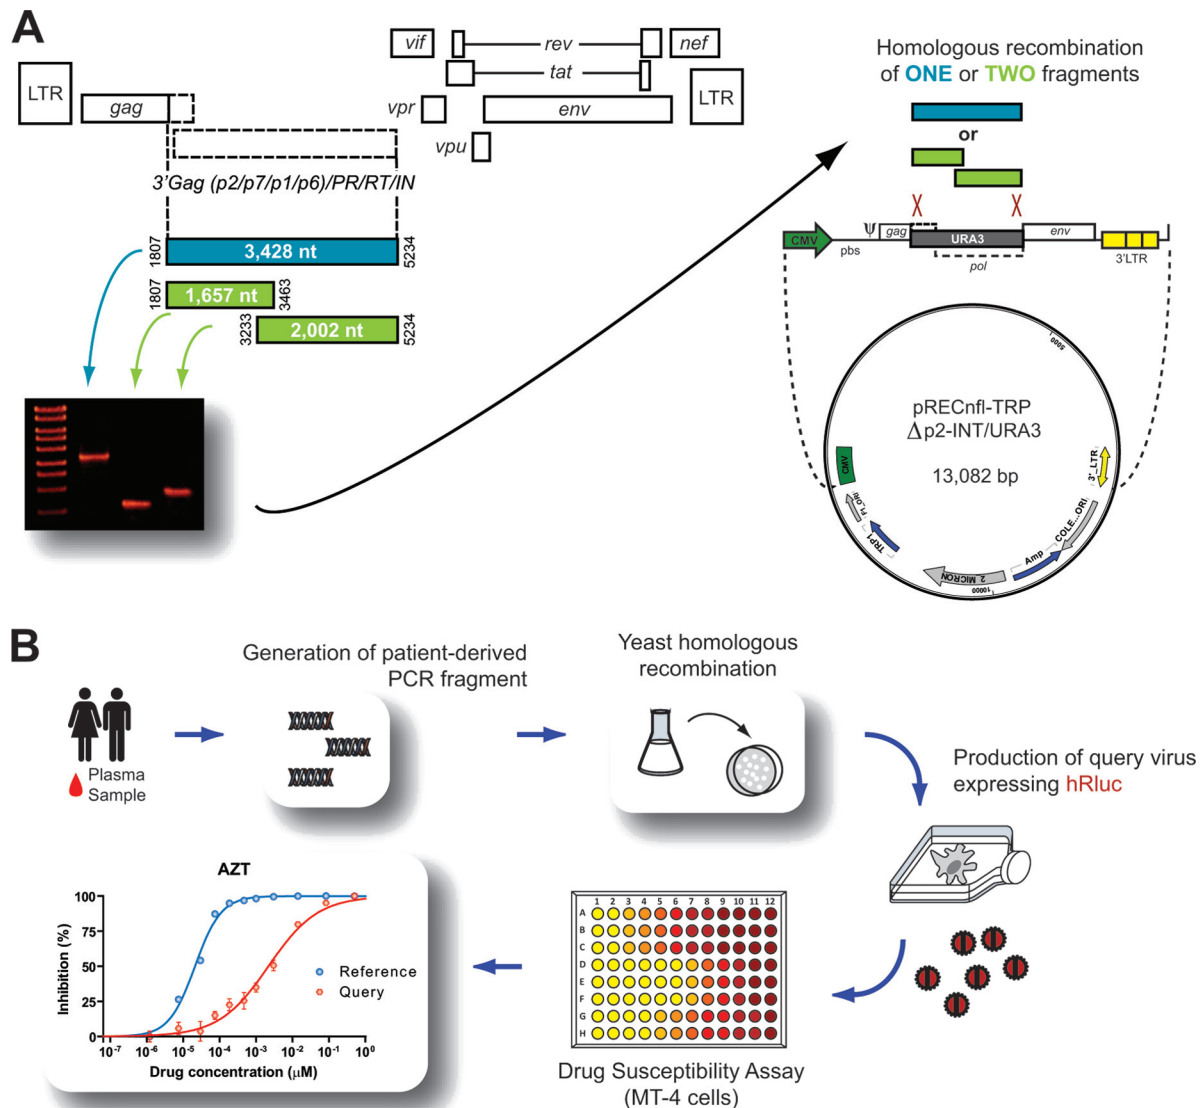 A
LTR
gag
vif
rev
nef
tat
vpr
env
LTR
vpu
3'Gag (p2/p7/p1/p6)/PR/RT/IN
1807
3,428 nt
5234
1807
1,657 nt
3463
3233
2,002 nt
5234
Homologous recombination
of ONE or TWO fragments
or
X
X
CMV
pbs
Ψ
gag
URA3
env
pol
3'LTR
5000
pRECnfl-TRP
Δp2-INT/URA3
13,082 bp
CMV
3'_LTR
F1_ORI
COLE...ORI
TRP1
Amp
2 MICRON
10000
B
Generation of patient-derived
PCR fragment
Yeast homologous
recombination
Plasma
Sample
Production of query virus
expressing hRluc
AZT
Inhibition (%)
100
75
50
25
0
Reference
Query
10⁻⁷ 10⁻⁶ 10⁻⁵ 10⁻⁴ 10⁻³ 10⁻² 10⁻¹ 10⁰
Drug concentration (μM)
1 2 3 4 5 6 7 8 9 10 11 12
A
B
C
D
E
F
G
H
Drug Susceptibility Assay
(MT-4 cells)